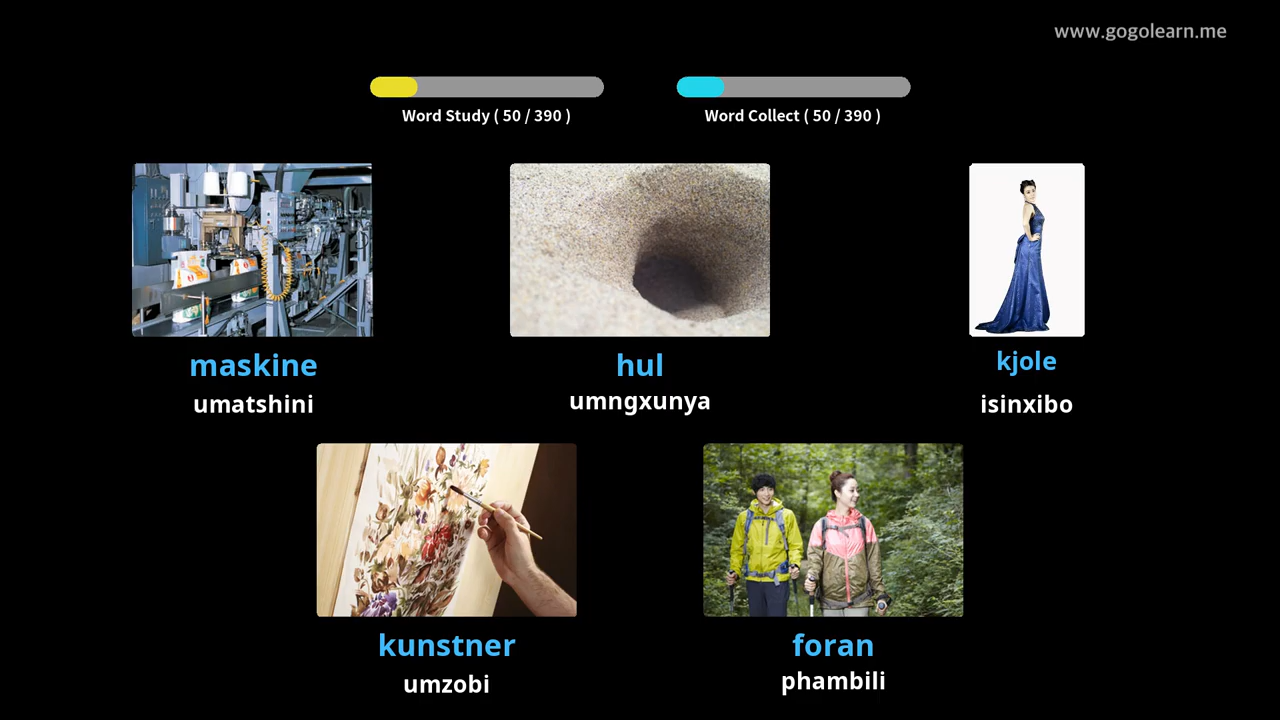 www.gogolearn.me
Word Study ( 50 / 390 )
Word Collect ( 50 / 390 )
maskine
umatshini
hul
umngxunya
kjole
isinxibo
kunstner
umzobi
foran
phambili